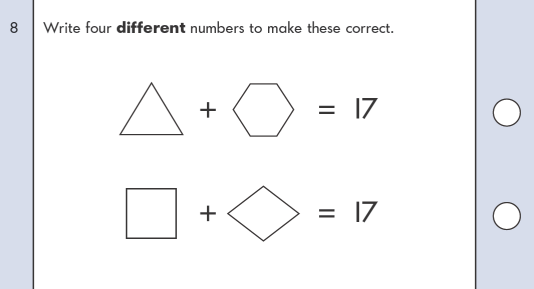 8 Write four different numbers to make these correct.
+ = 17
+ = 17